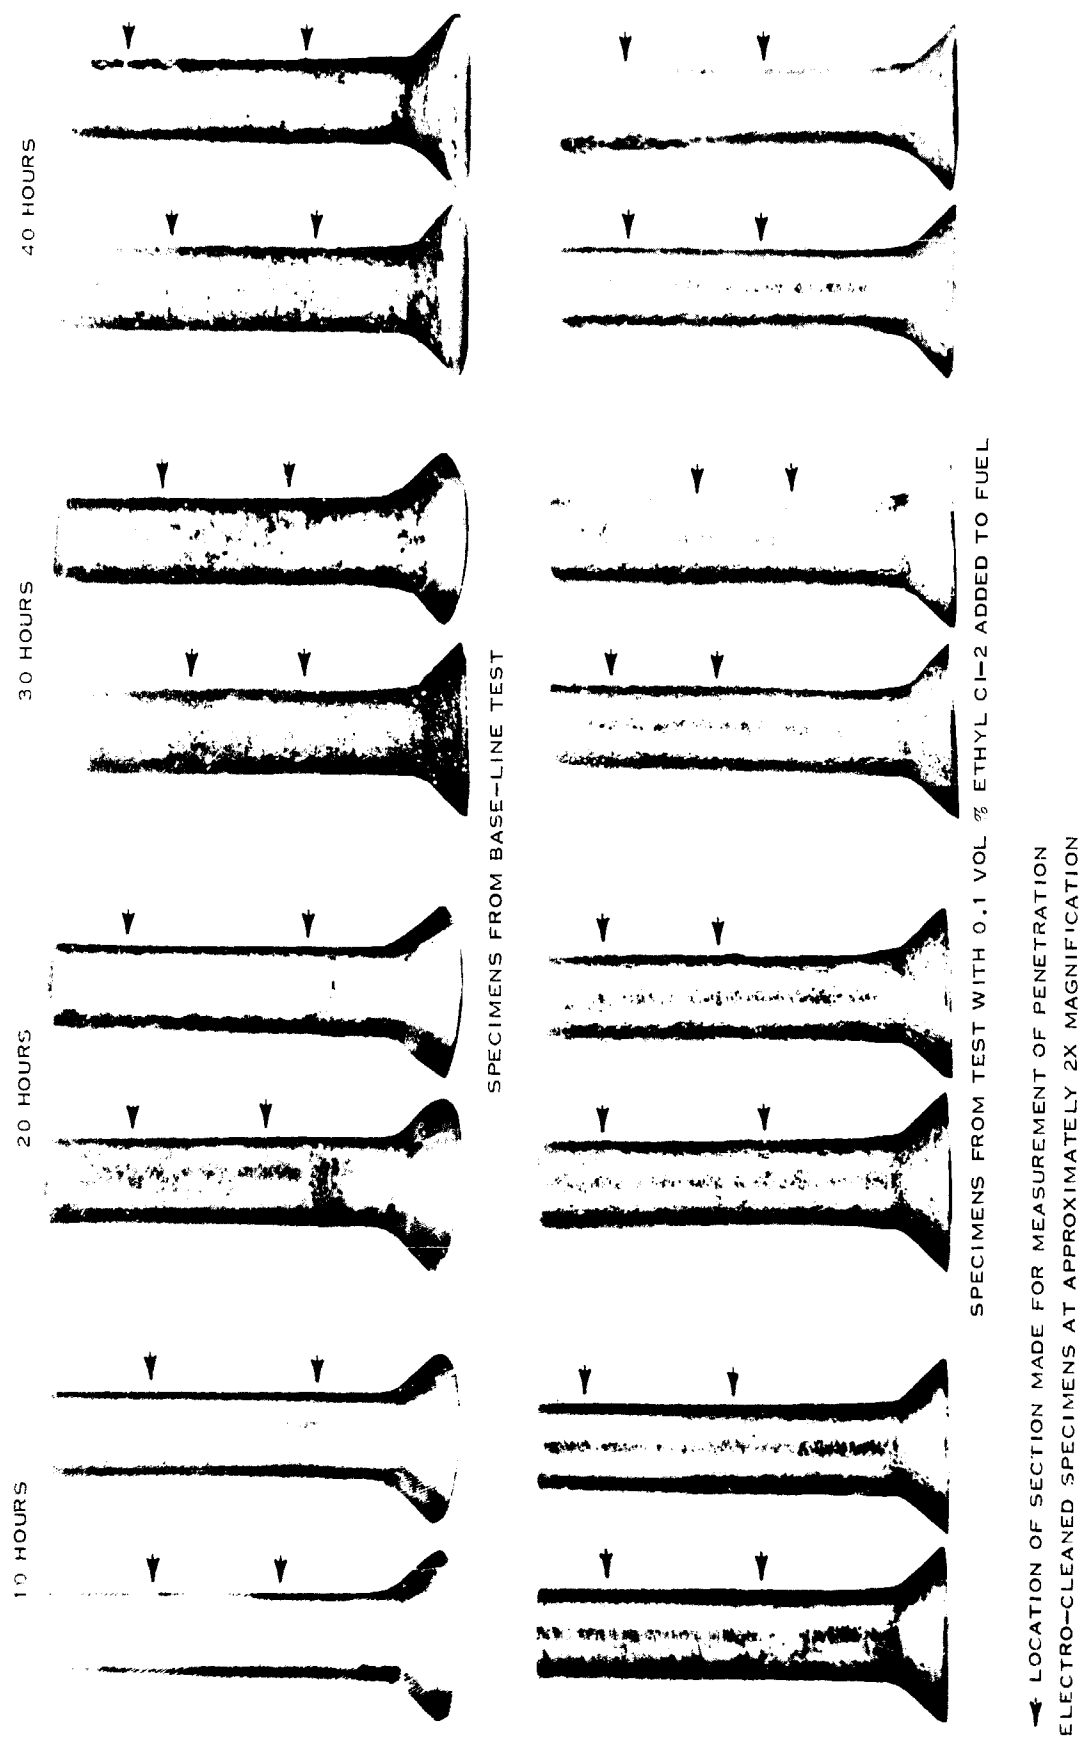 10 HOURS
20 HOURS
30 HOURS
40 HOURS
SPECIMENS FROM BASE-LINE TEST
SPECIMENS FROM TEST WITH 0.1 VOL % ETHYL CI-2 ADDED TO FUEL
LOCATION OF SECTION MADE FOR MEASUREMENT OF PENETRATION
ELECTRO-CLEANED SPECIMENS AT APPROXIMATELY 2X MAGNIFICATION